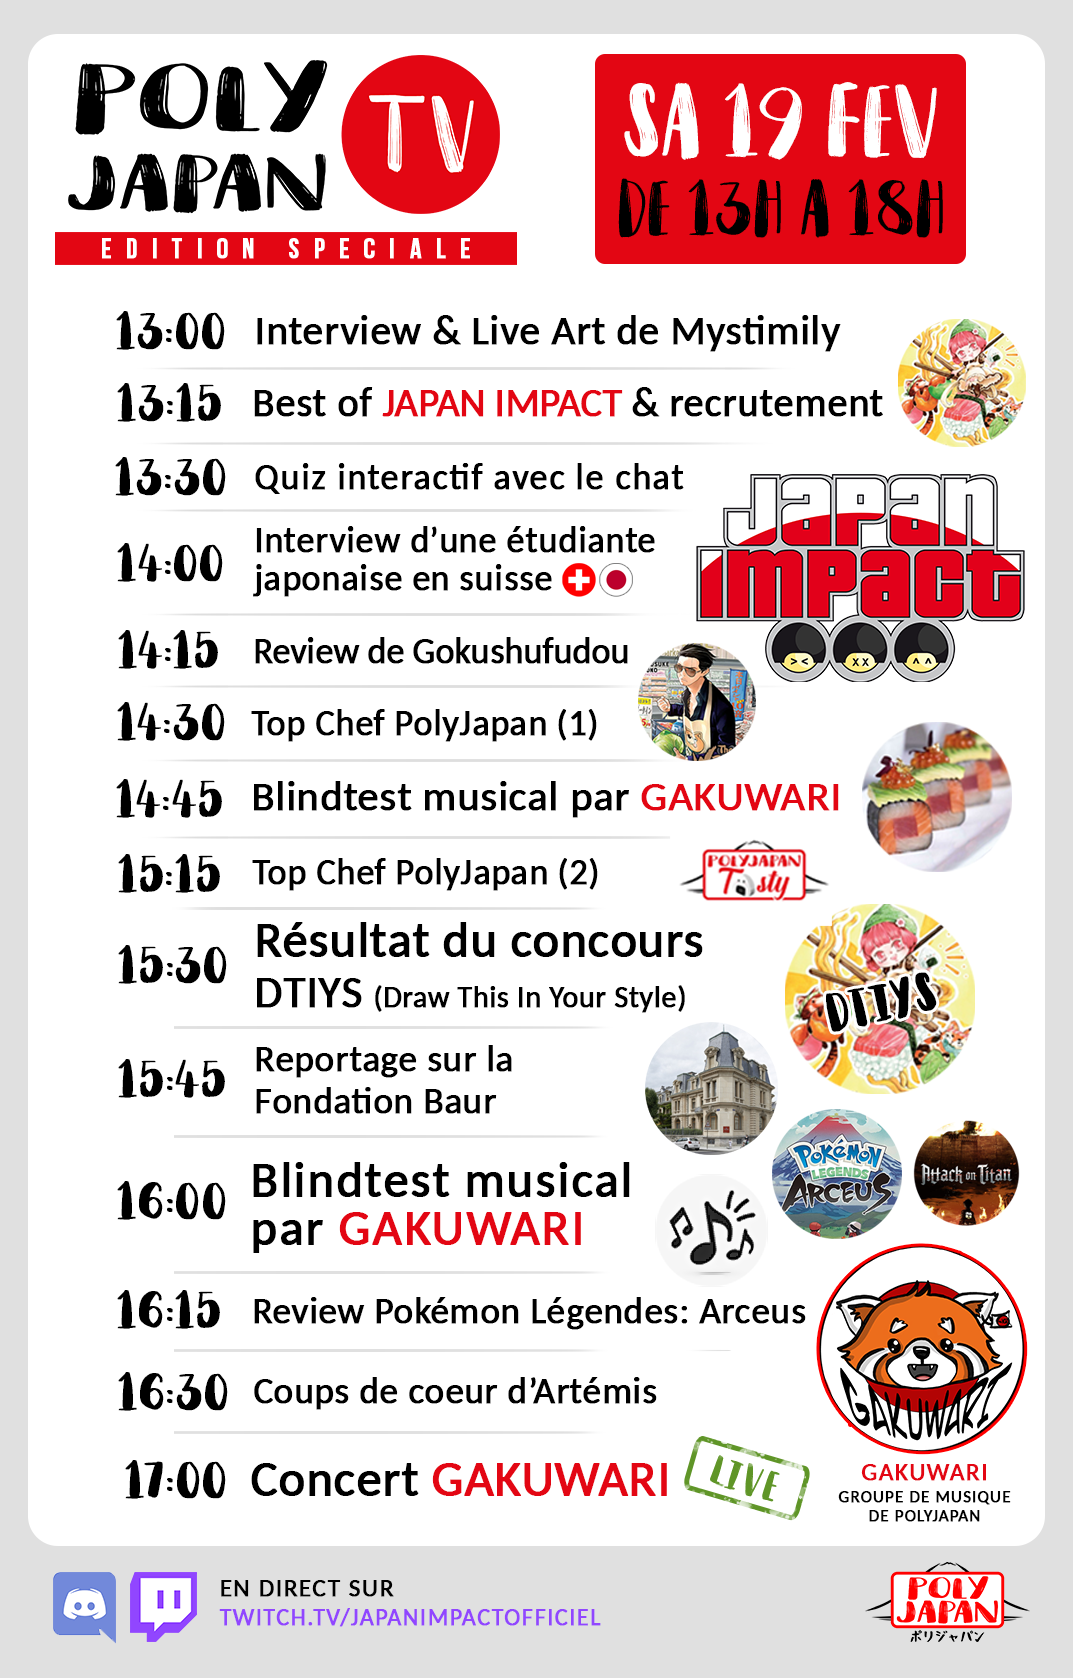 POLY
JAPAN
TV
EDITION SPECIALE
SA 19 FEV
DE 13H A 18H
13:00 Interview & Live Art de Mystimily
13:15 Best of JAPAN IMPACT & recrutement
13:30 Quiz interactif avec le chat
14:00 Interview d’une étudiante
japonaise en suisse
Japan
impact
> < x x ^ ^
14:15 Review de Gokushufudou
14:30 Top Chef PolyJapan (1)
14:45 Blindtest musical par GAKUWARI
15:15 Top Chef PolyJapan (2)
POLYJAPAN
Tasty
15:30 Résultat du concours
DTIYS (Draw This In Your Style)
DTIYS
15:45 Reportage sur la
Fondation Baur
POKéMON
LEGENDS
ARCEUS
Attack on Titan
16:00 Blindtest musical
par GAKUWARI
16:15 Review Pokémon Légendes: Arceus
16:30 Coups de coeur d’Artémis
GAKUWARI
17:00 Concert GAKUWARI
LIVE
GAKUWARI
GROUPE DE MUSIQUE
DE POLYJAPAN
EN DIRECT SUR
TWITCH.TV/JAPANIMPACTOFFICIEL
POLY
JAPAN
ポリジャパン